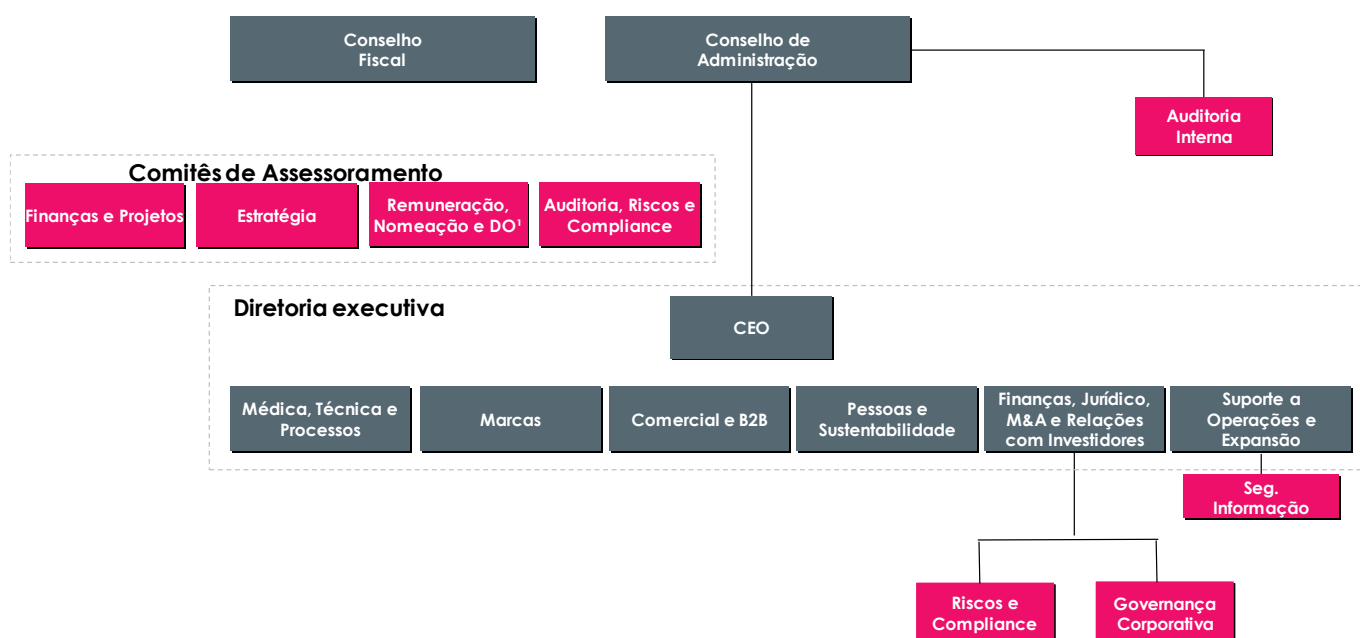 Conselho
Fiscal
Conselho de
Administração
Auditoria
Interna
Comitês de Assessoramento
Finanças e Projetos
Estratégia
Remuneração,
Nomeação e DO¹
Auditoria, Riscos e
Compliance
Diretoria executiva
CEO
Médica, Técnica e
Processos
Marcas
Comercial e B2B
Pessoas e
Sustentabilidade
Finanças, Jurídico,
M&A e Relações
com Investidores
Suporte a
Operações e
Expansão
Seg.
Informação
Riscos e
Compliance
Governança
Corporativa